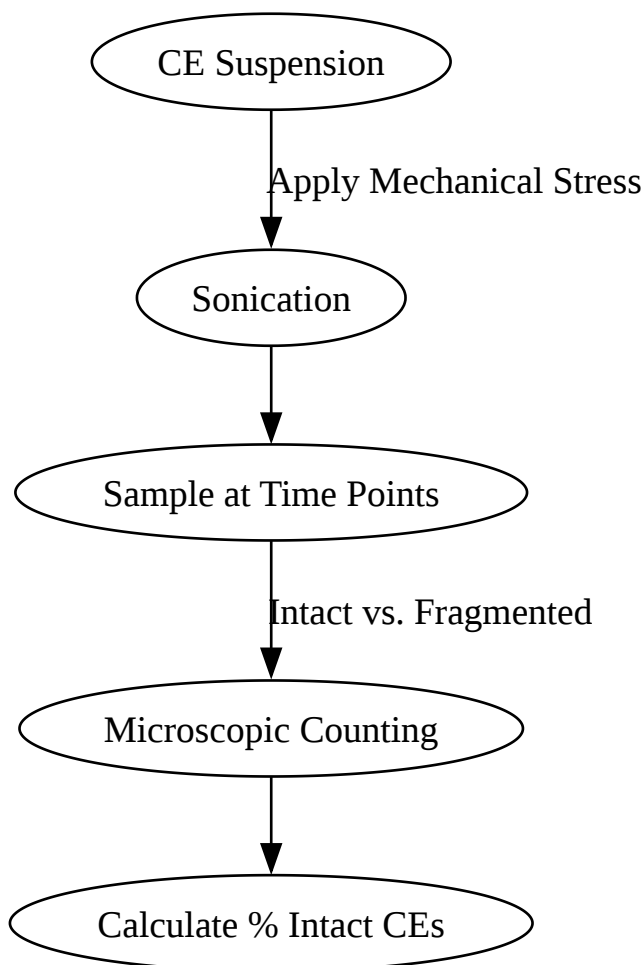 CE Suspension
Apply Mechanical Stress
Sonication
Sample at Time Points
Intact vs. Fragmented
Microscopic Counting
Calculate % Intact CEs